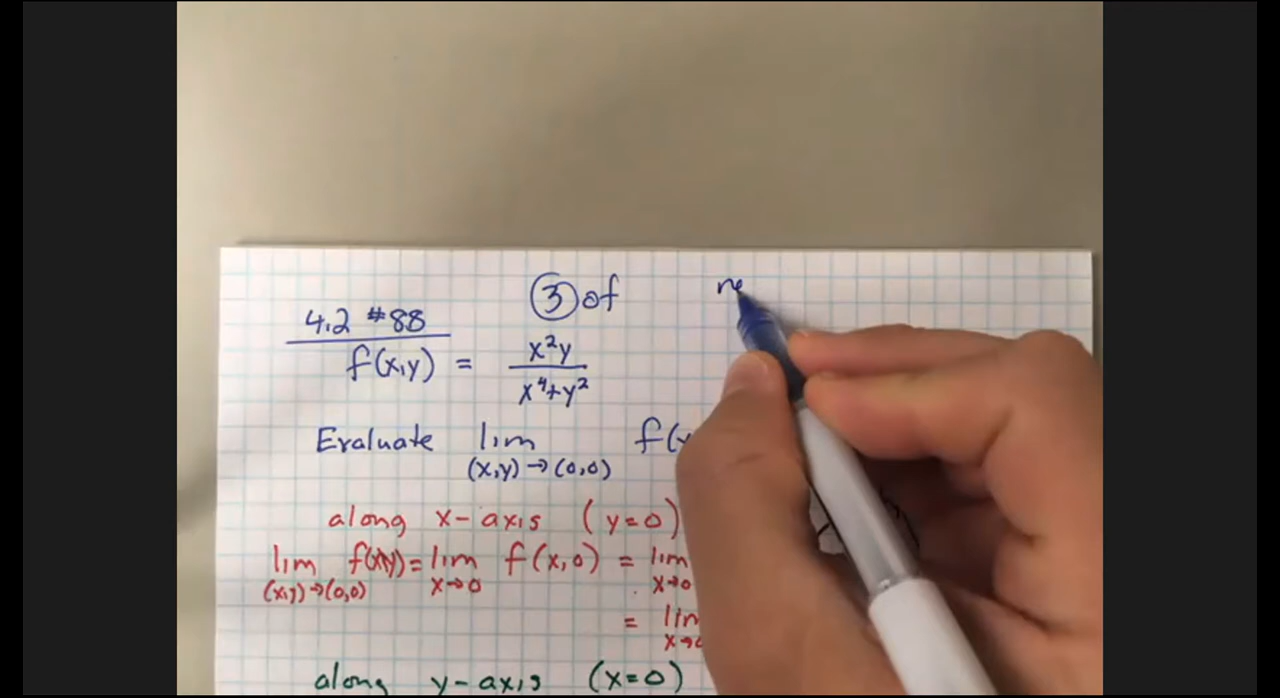 ③ of ne
4.2 #88
f(x,y) = x²y / x⁴+y²
Evaluate lim (x,y)→(0,0) f(x
along x-axis (y=0)
lim (x,y)→(0,0) f(x,y) = lim x→0 f(x,0) = lim x→0
= lim x→0
along y-axis (x=0)